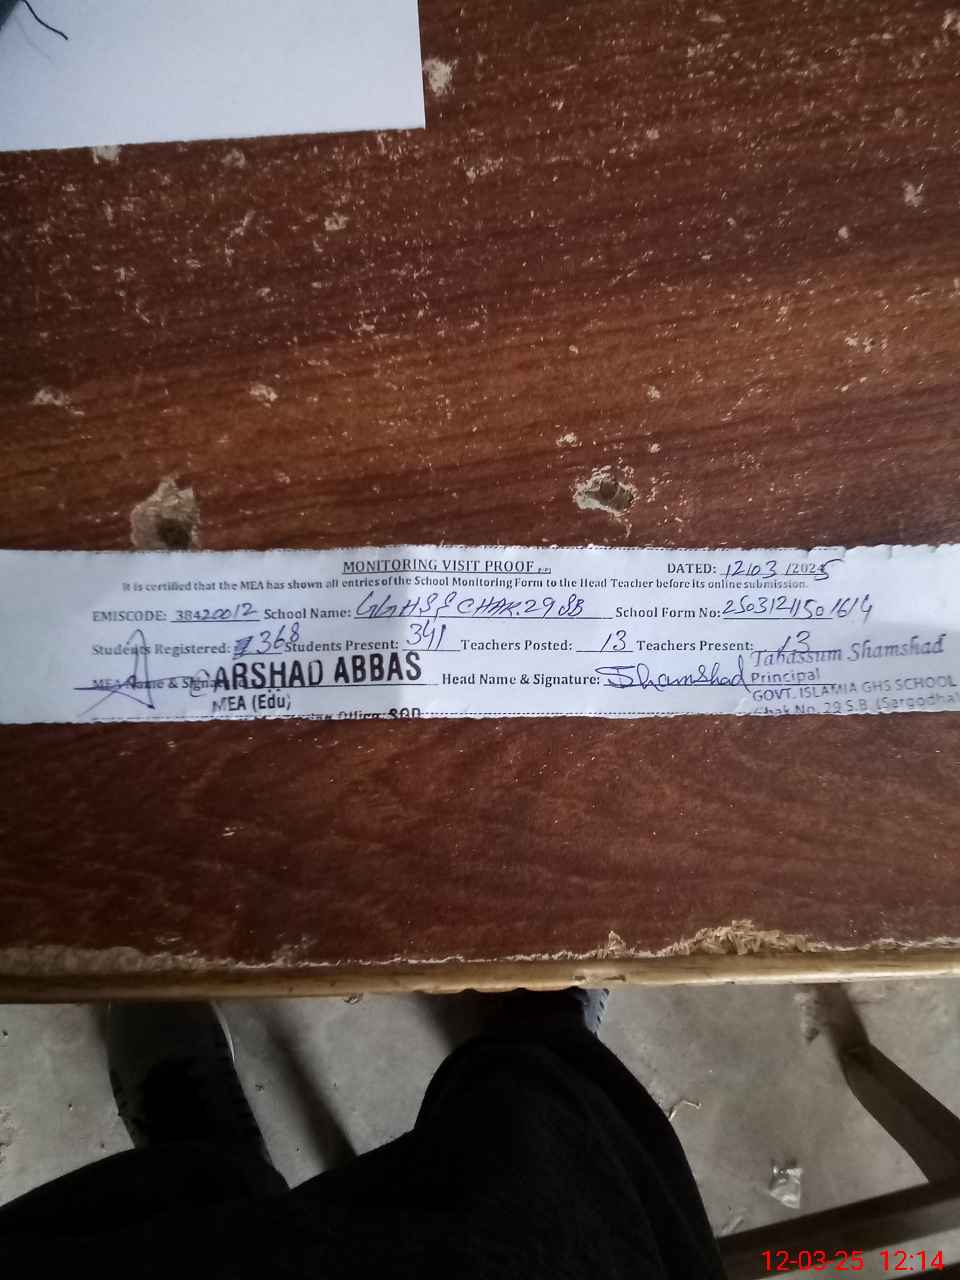 MONITORING VISIT PROOF
DATED: 12/03/2025
It is certified that the MEA has shown all entries of the School Monitoring Form to the Head Teacher before its online submission.
EMISCODE: 38420012 School Name: GGHSS CHAK.29 SB School Form No:
Students Registered: 368 Students Present: 341 Teachers Posted: 13 Teachers Present: 13
MEA Name & Signature: ARSHAD ABBAS Head Name & Signature: Shamshad Tabassum Shamshad
MEA (Edu) Principal
GOVT. ISLAMIA GHS SCHOOL
Office SGD Chak No. 29 S.B. (Sargodha)
12-03-25 12:14